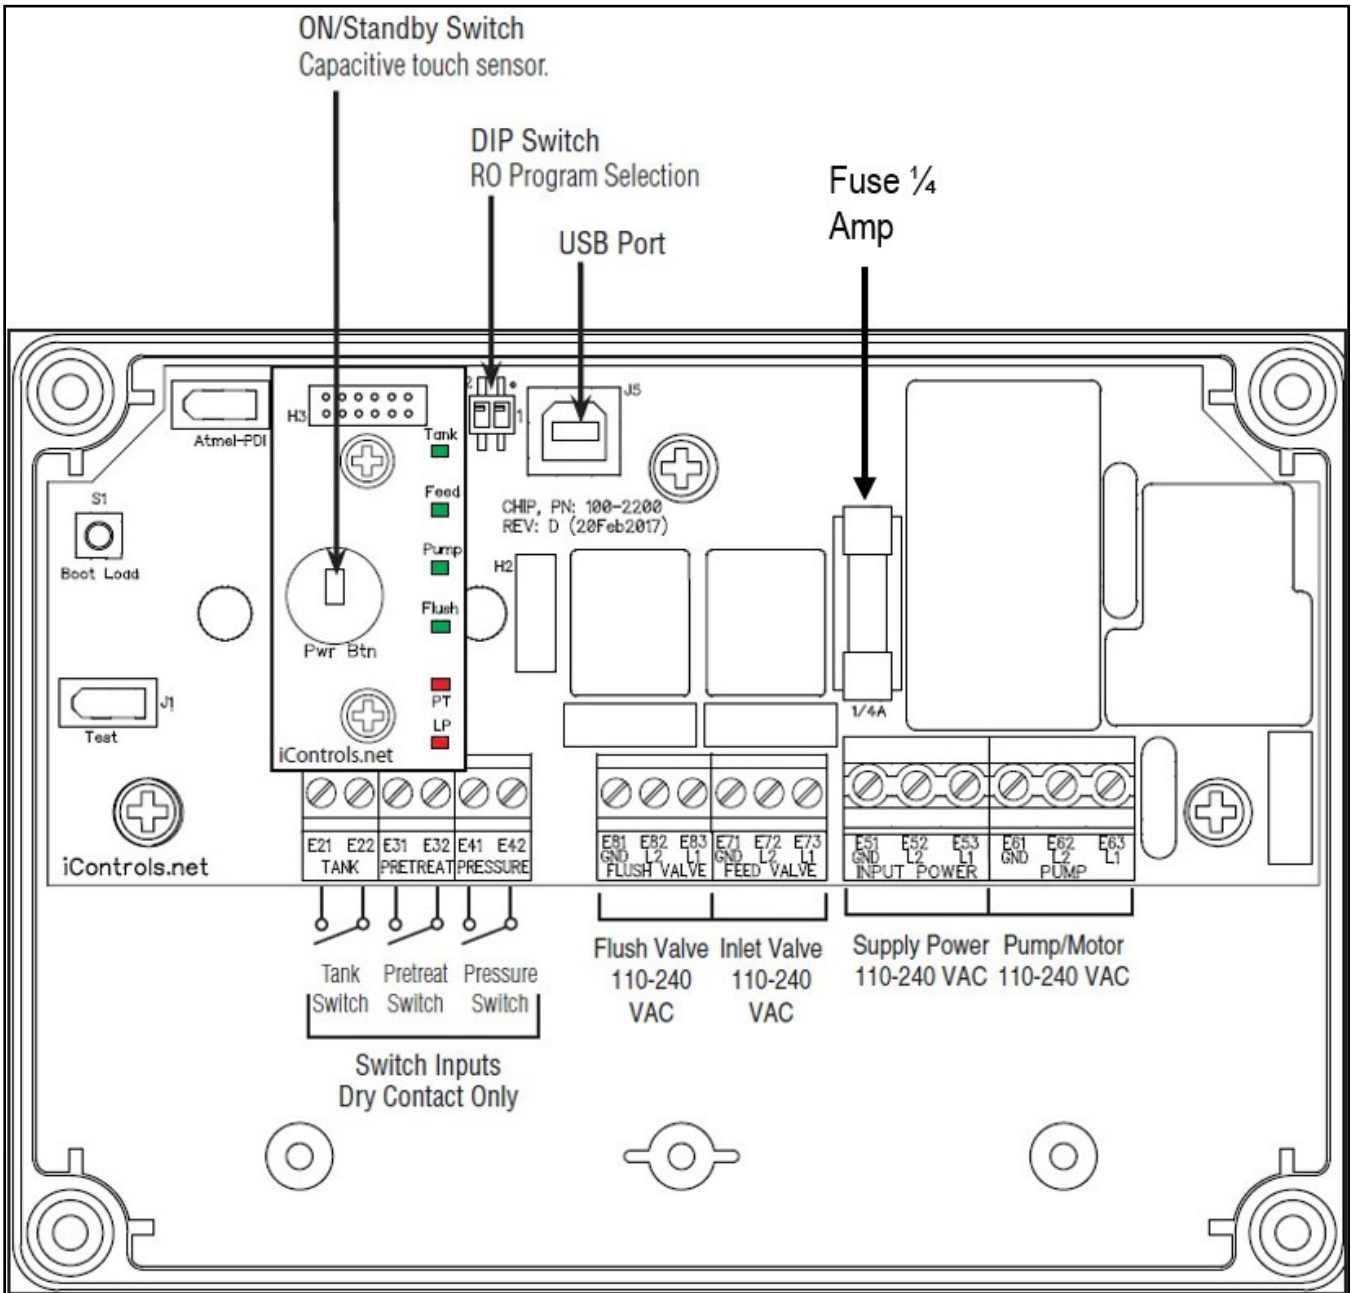 ON/Standby Switch
Capacitive touch sensor.
DIP Switch
RO Program Selection
USB Port
Fuse ¼
Amp
Atmel-PDI
H3
2
1
J5
Tank
Feed
Pump
Flush
PT
LP
S1
Boot Load
Pwr Btn
CHIP, PN: 100-2200
REV: D (20Feb2017)
H2
J1
Test
1/4A
iControls.net
iControls.net
E21 E22 E31 E32 E41 E42
TANK PRETREAT PRESSURE
E81 E82 E83 E71 E72 E73
GND L2 L1 GND L2 L1
FLUSH VALVE FEED VALVE
E51 E52 E53 E61 E62 E63
GND L2 L1 GND L2 L1
INPUT POWER PUMP
Tank
Switch
Pretreat
Switch
Pressure
Switch
Switch Inputs
Dry Contact Only
Flush Valve
110-240
VAC
Inlet Valve
110-240
VAC
Supply Power
110-240 VAC
Pump/Motor
110-240 VAC